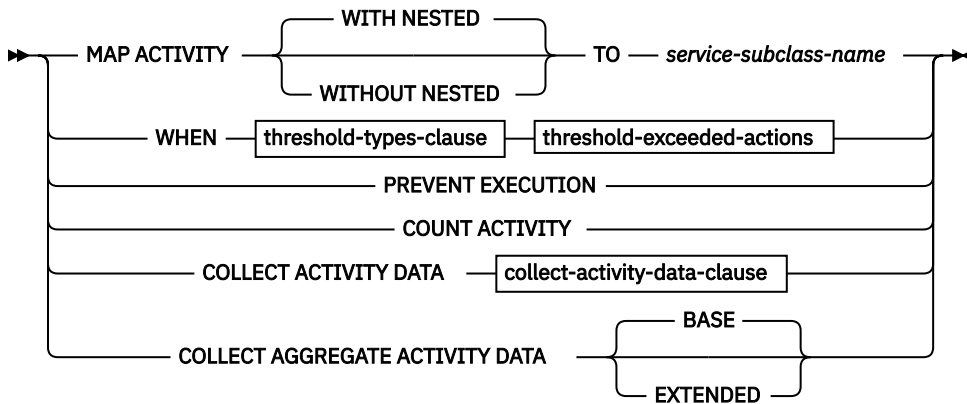 WITH NESTED
MAP ACTIVITY TO service-subclass-name
WITHOUT NESTED
WHEN threshold-types-clause threshold-exceeded-actions
PREVENT EXECUTION
COUNT ACTIVITY
COLLECT ACTIVITY DATA collect-activity-data-clause
BASE
COLLECT AGGREGATE ACTIVITY DATA
EXTENDED